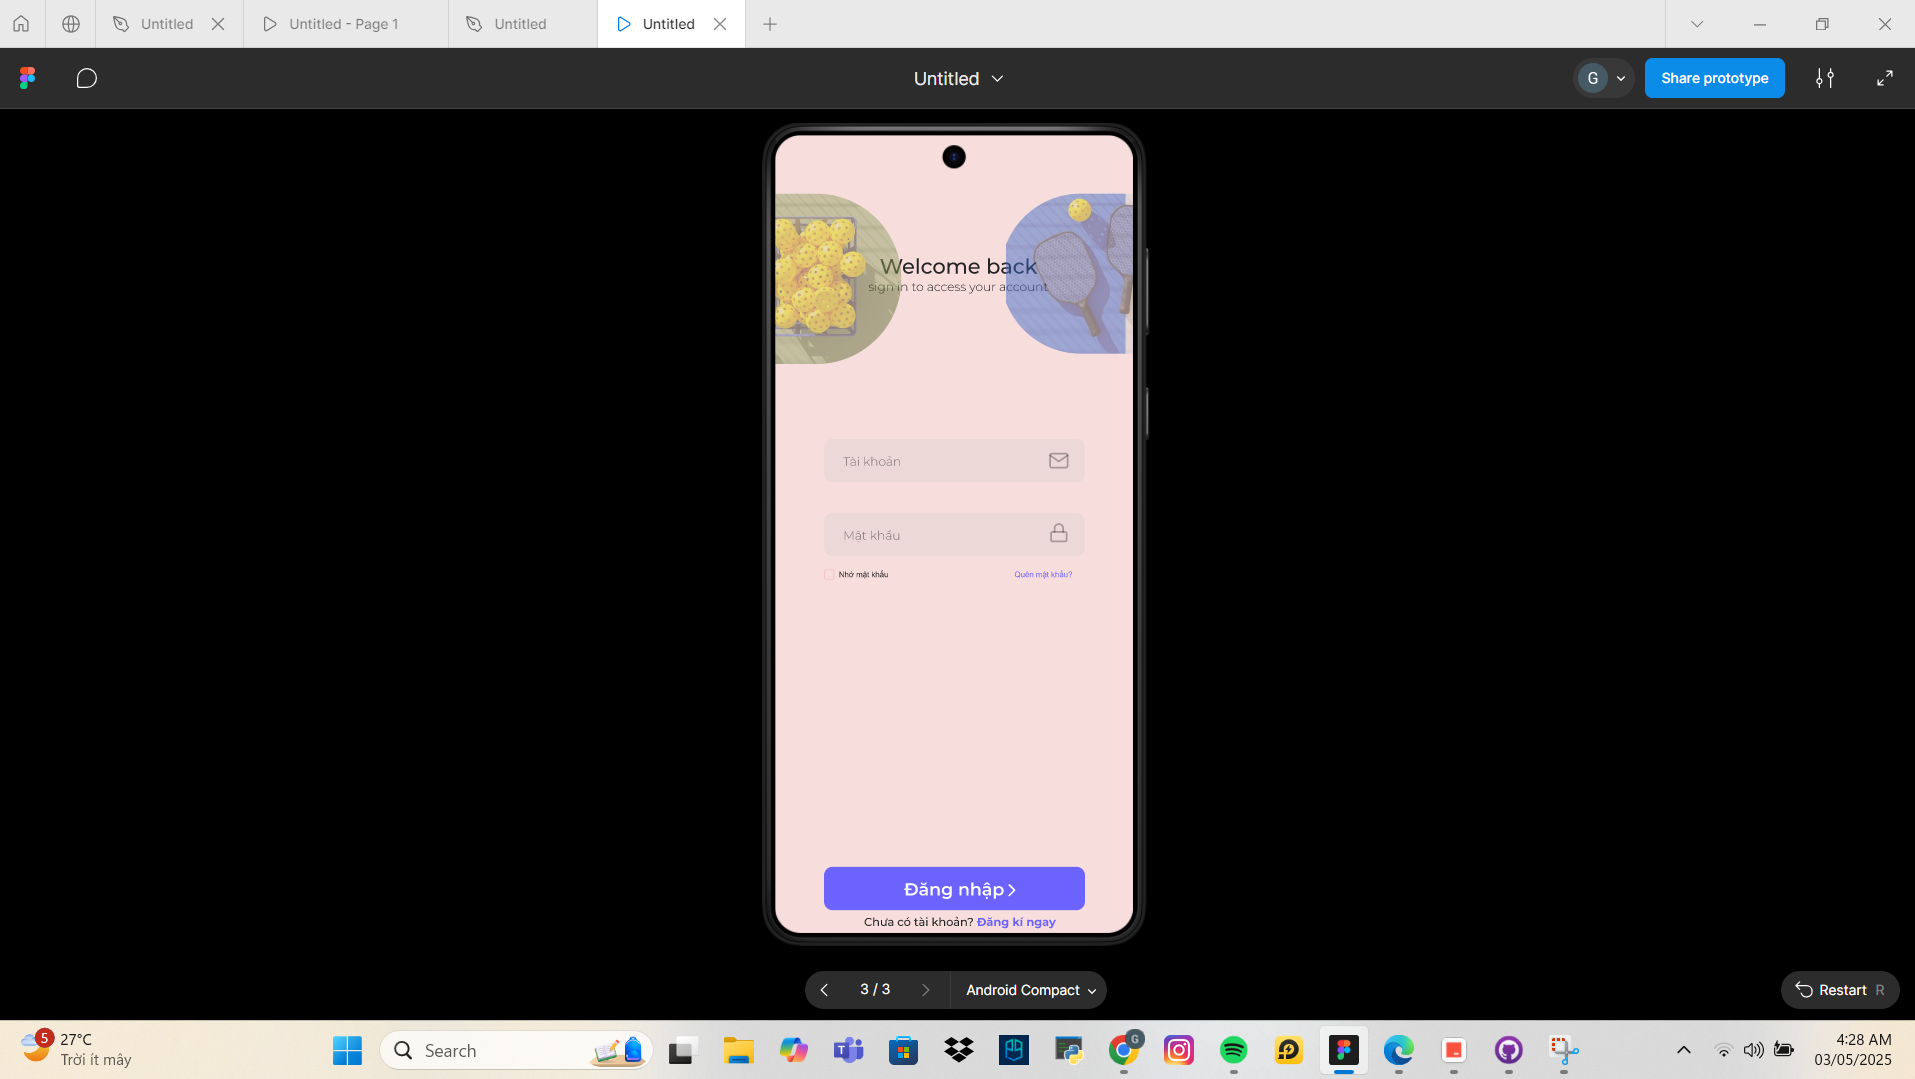 Untitled
Untitled - Page 1
Untitled
Untitled
Untitled
G
Share prototype
Welcome back
sign in to access your account
Tài khoản
Mật khẩu
Nhớ mật khẩu
Quên mật khẩu?
Đăng nhập
Chưa có tài khoản? Đăng kí ngay
3 / 3
Android Compact
Restart R
5
27°C
Trời ít mây
Search
G
4:28 AM
03/05/2025